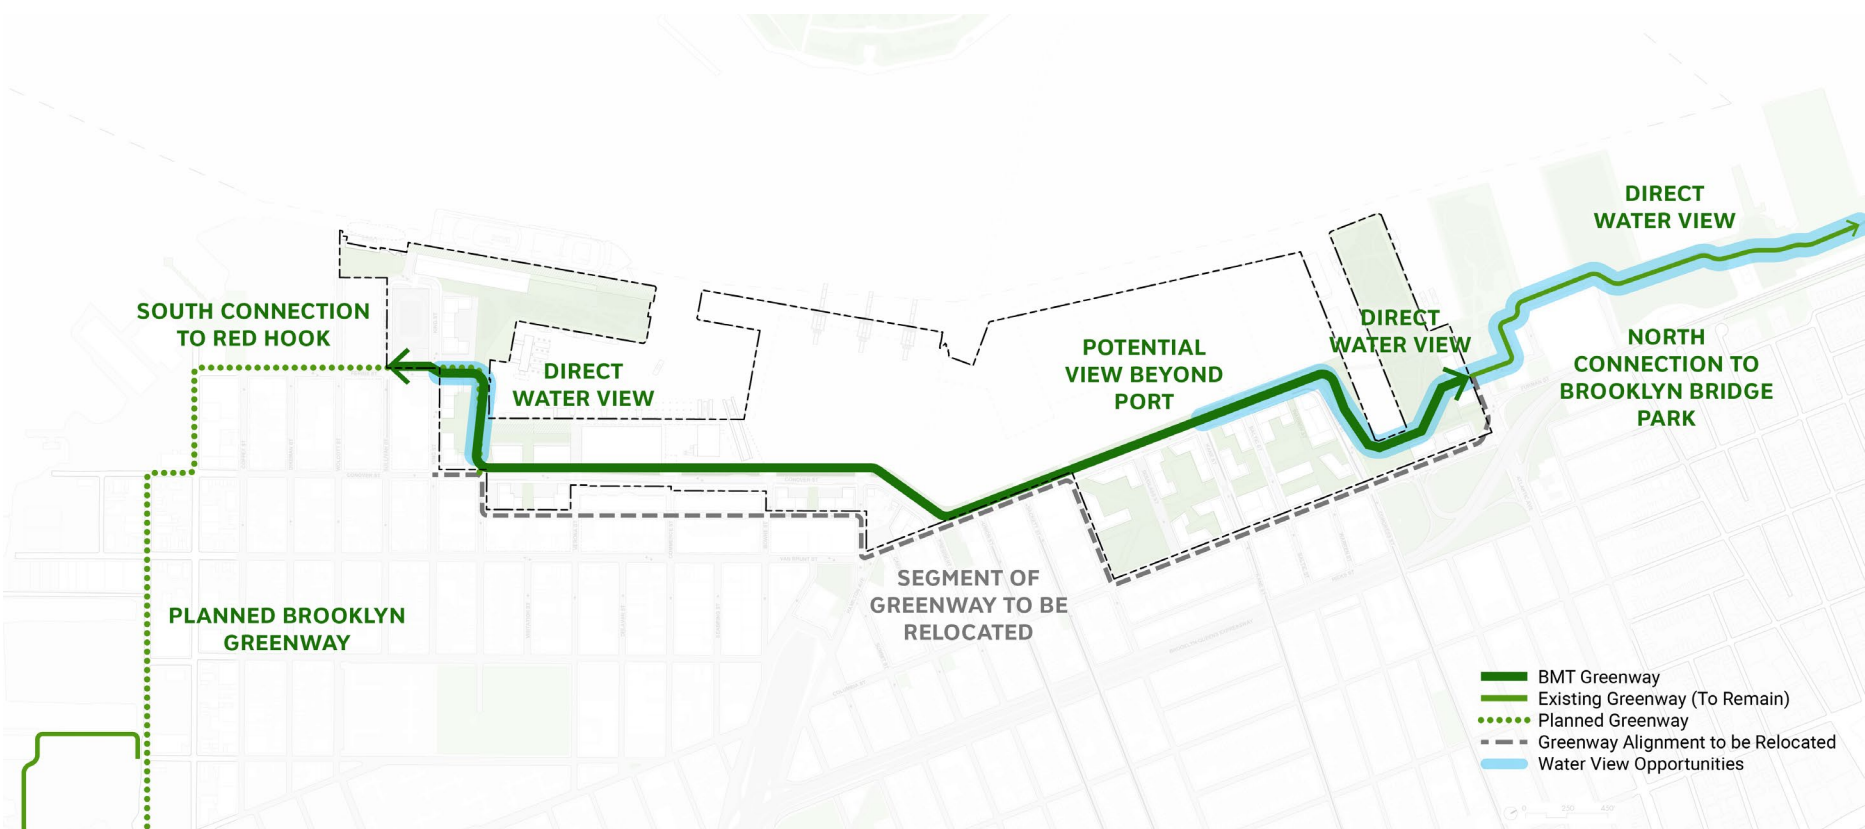 DIRECT
WATER VIEW
SOUTH CONNECTION
TO RED HOOK
DIRECT
WATER VIEW
POTENTIAL
VIEW BEYOND
PORT
DIRECT
WATER VIEW
NORTH
CONNECTION TO
BROOKLYN BRIDGE
PARK
SEGMENT OF
GREENWAY TO BE
RELOCATED
PLANNED BROOKLYN
GREENWAY
BMT Greenway
Existing Greenway (To Remain)
Planned Greenway
Greenway Alignment to be Relocated
Water View Opportunities